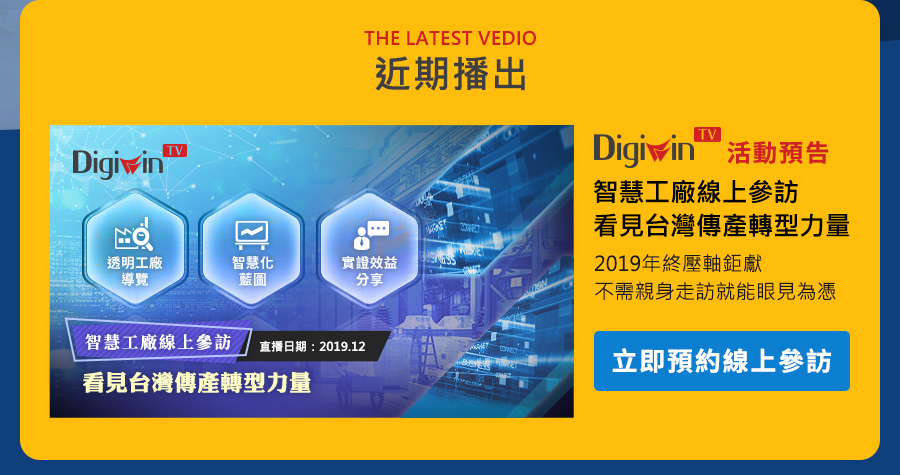 THE LATEST VEDIO
近期播出
Digiwin TV
透明工廠
導覽
智慧化
藍圖
實證效益
分享
智慧工廠線上參訪
直播日期：2019.12
看見台灣傳產轉型力量
Digiwin TV 活動預告
智慧工廠線上參訪
看見台灣傳產轉型力量
2019年終壓軸鉅獻
不需親身走訪就能眼見為憑
立即預約線上參訪